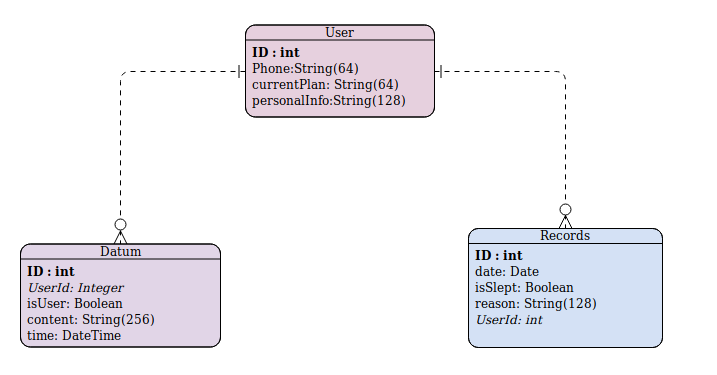 User
ID : int
Phone:String(64)
currentPlan: String(64)
personalInfo:String(128)
Datum
ID : int
UserId: Integer
isUser: Boolean
content: String(256)
time: DateTime
Records
ID : int
date: Date
isSlept: Boolean
reason: String(128)
UserId: int